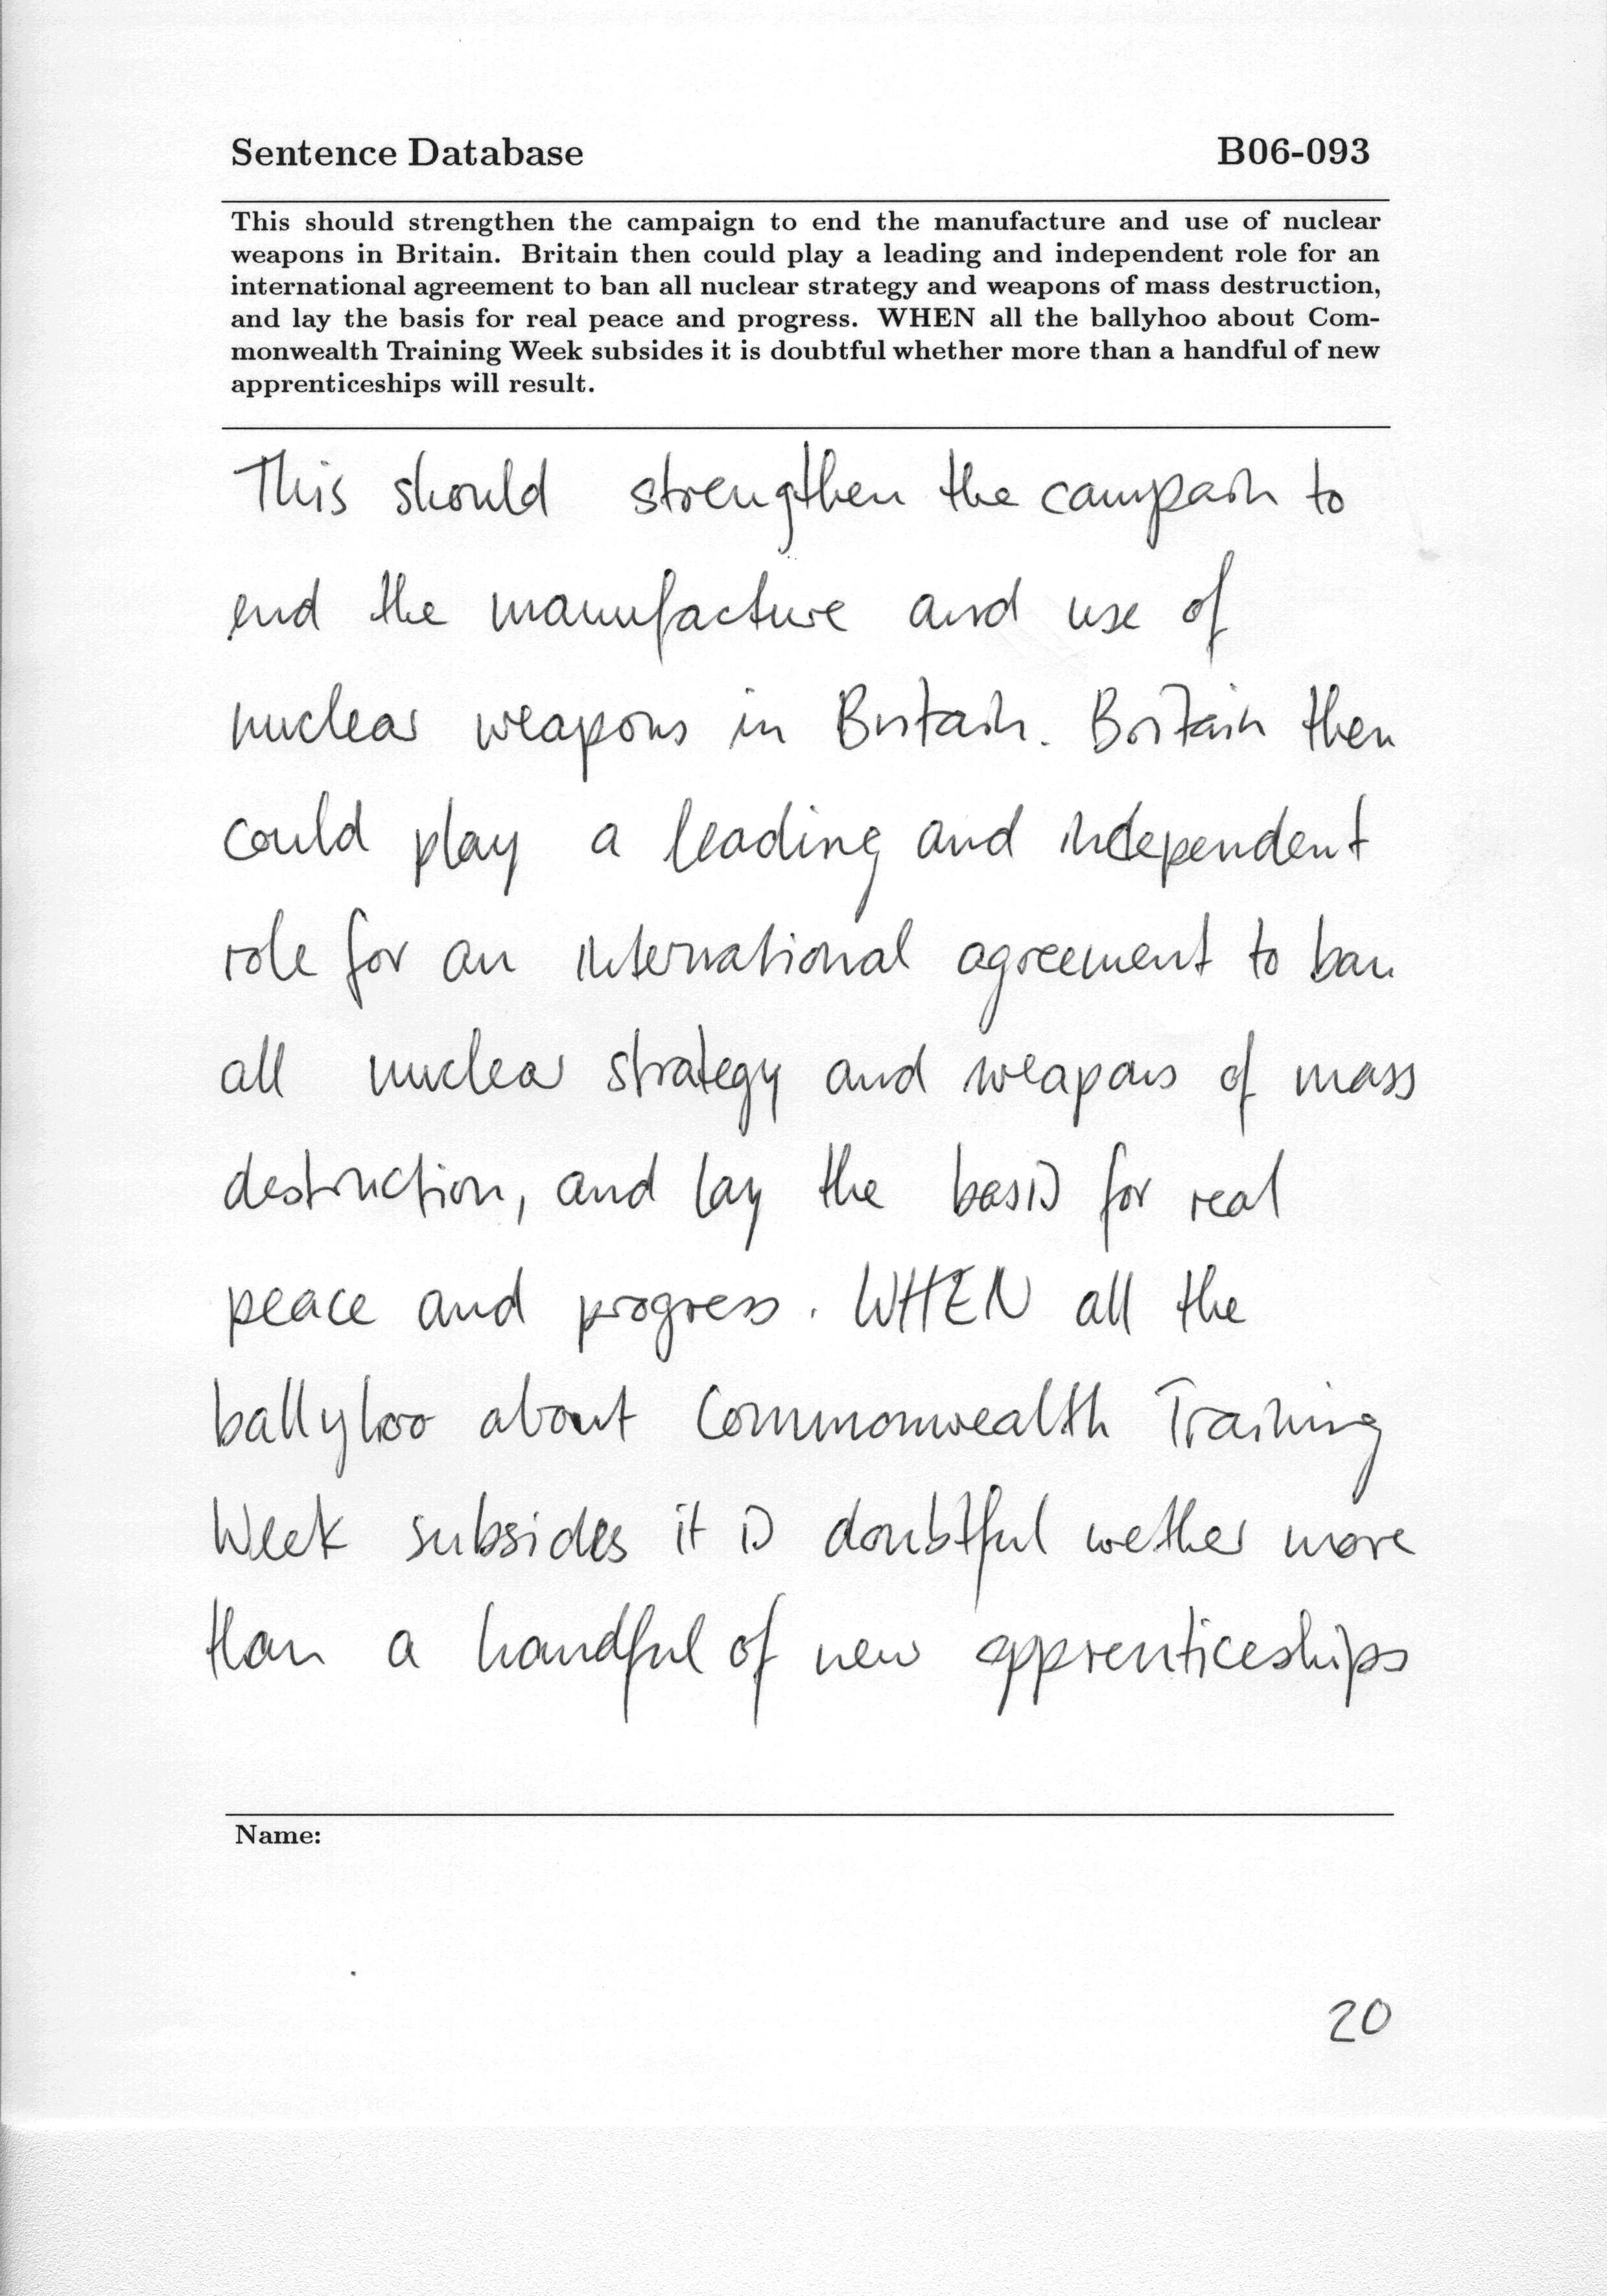 Sentence Database B06-093
This should strengthen the campaign to end the manufacture and use of nuclear
weapons in Britain. Britain then could play a leading and independent role for an
international agreement to ban all nuclear strategy and weapons of mass destruction,
and lay the basis for real peace and progress. WHEN all the ballyhoo about Com-
monwealth Training Week subsides it is doubtful whether more than a handful of new
apprenticeships will result.
This should strengthen the campain to
end the manufacture and use of
nuclear weapons in Britain. Britain then
could play a leading and independent
role for an international agreement to ban
all nuclear strategy and weapons of mass
destruction, and lay the basis for real
peace and progress. WHEN all the
ballyhoo about Commonwealth Training
Week subsides it is doubtful wether more
than a handful of new apprenticeships
Name:
20